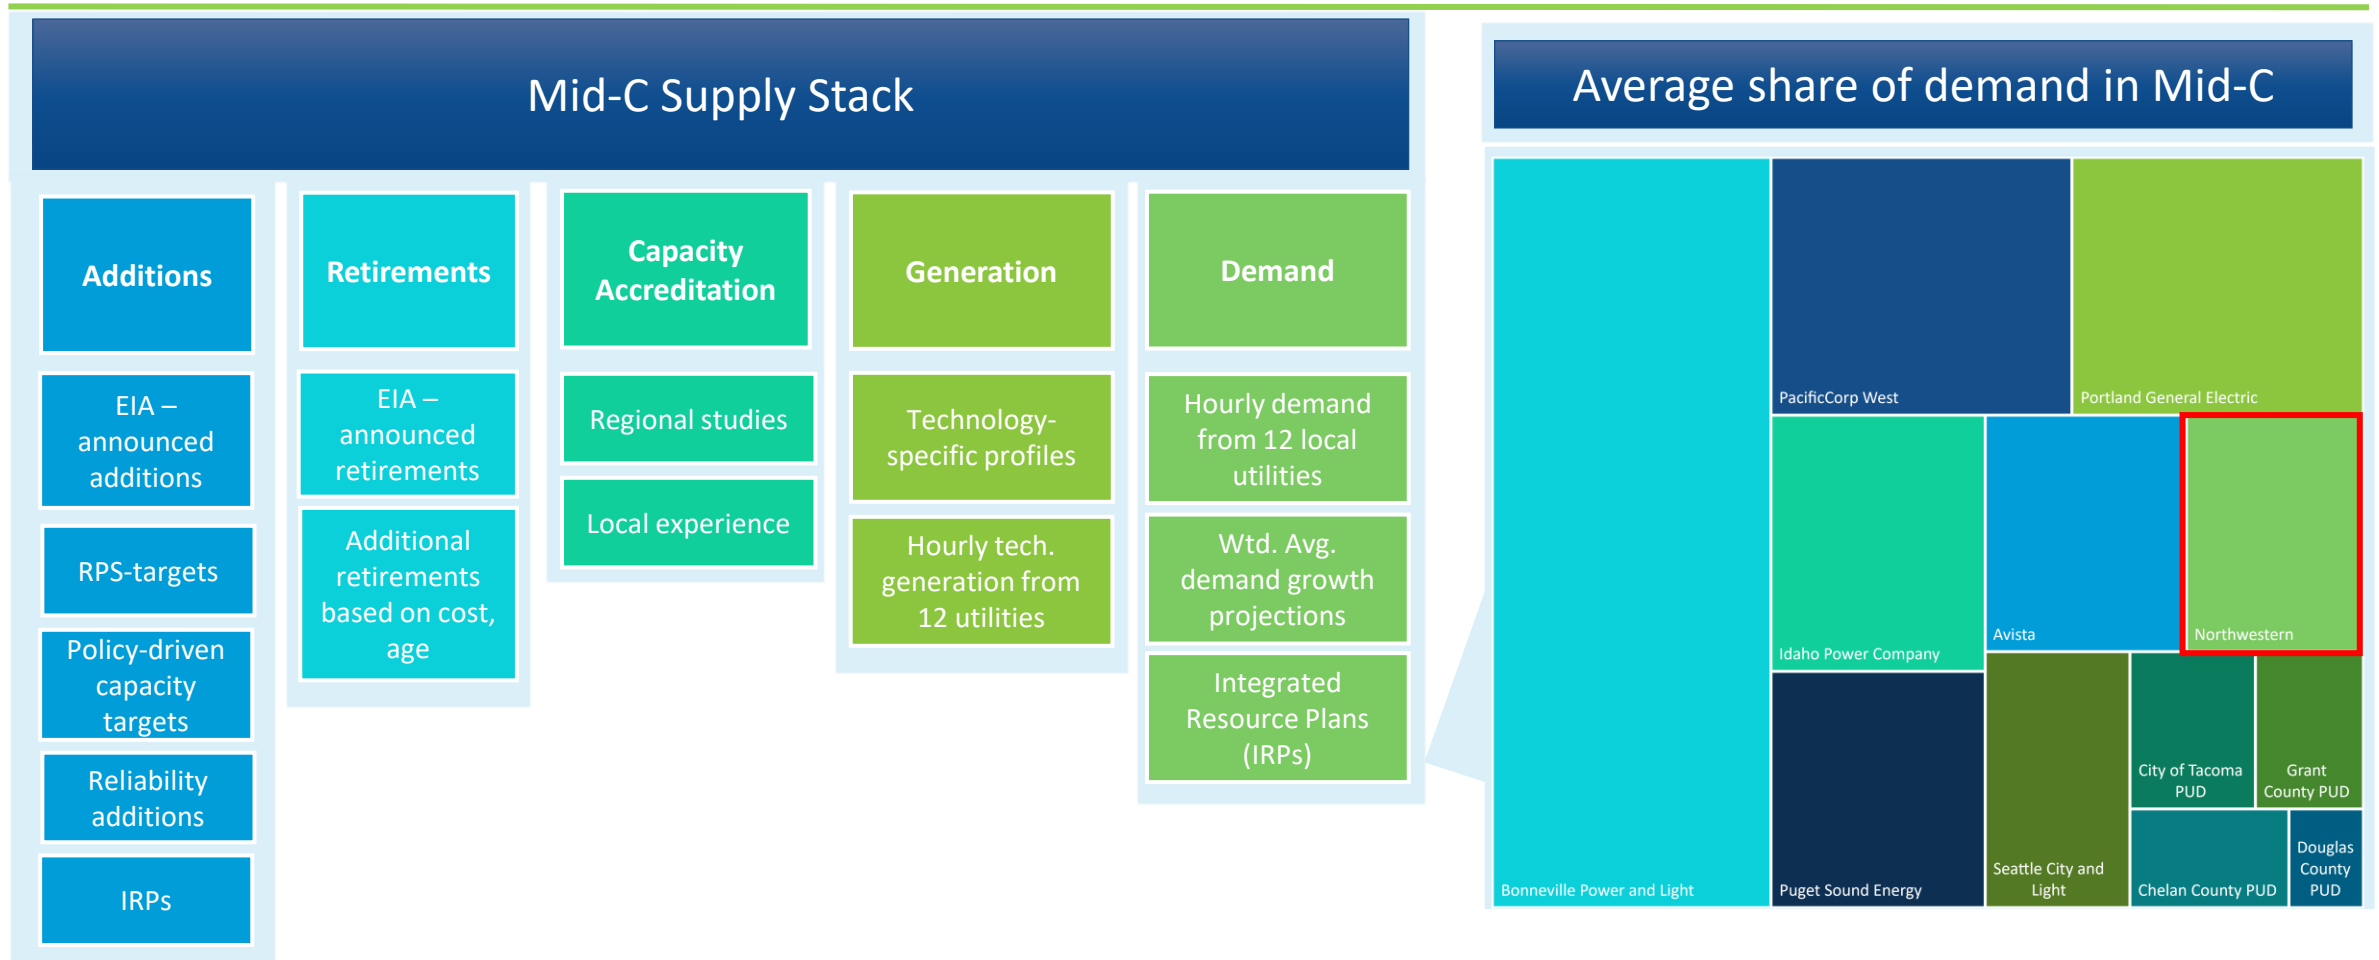 Mid-C Supply Stack
Additions
EIA –
announced
additions
RPS-targets
Policy-driven
capacity
targets
Reliability
additions
IRPs
Retirements
EIA –
announced
retirements
Additional
retirements
based on cost,
age
Capacity
Accreditation
Regional studies
Local experience
Generation
Technology-
specific profiles
Hourly tech.
generation from
12 utilities
Demand
Hourly demand
from 12 local
utilities
Wtd. Avg.
demand growth
projections
Integrated
Resource Plans
(IRPs)
Average share of demand in Mid-C
Bonneville Power and Light
PacificCorp West
Portland General Electric
Idaho Power Company
Avista
Northwestern
Puget Sound Energy
Seattle City and
Light
City of Tacoma
PUD
Grant
County PUD
Chelan County PUD
Douglas
County
PUD